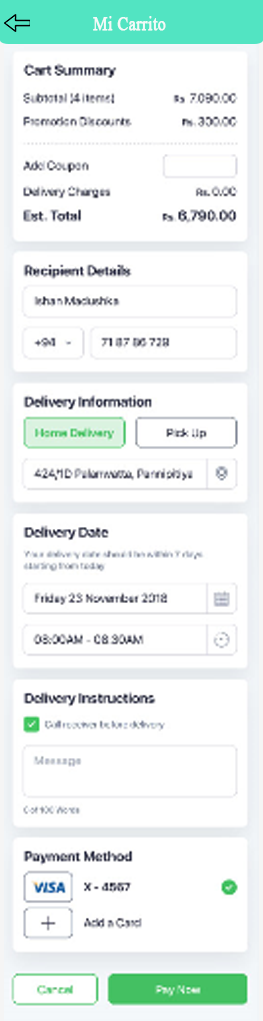 Mi Carrito
Cart Summary
Subtotal (4 items) Rs 7,090.00
Promotion Discounts Rs. 300.00
Add Coupon
Delivery Charges Rs. 0.00
Est. Total Rs. 6,790.00
Recipient Details
Ishan Madushka
+94 71 87 86 729
Delivery Information
Home Delivery Pick Up
424/1D Palanwatta, Pannipitiya
Delivery Date
Your delivery date should be within 7 days
starting from today
Friday 23 November 2018
08:00AM - 08:30AM
Delivery Instructions
Call receiver before delivery
Message
0 of 100 Words
Payment Method
VISA X - 4567
Add a Card
Cancel Pay Now